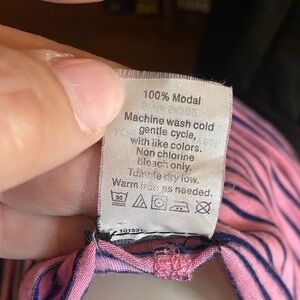 100% Modal
Machine wash cold
gentle cycle,
with like colors.
Non chlorine
bleach only.
Tumble dry low.
Warm iron as needed.